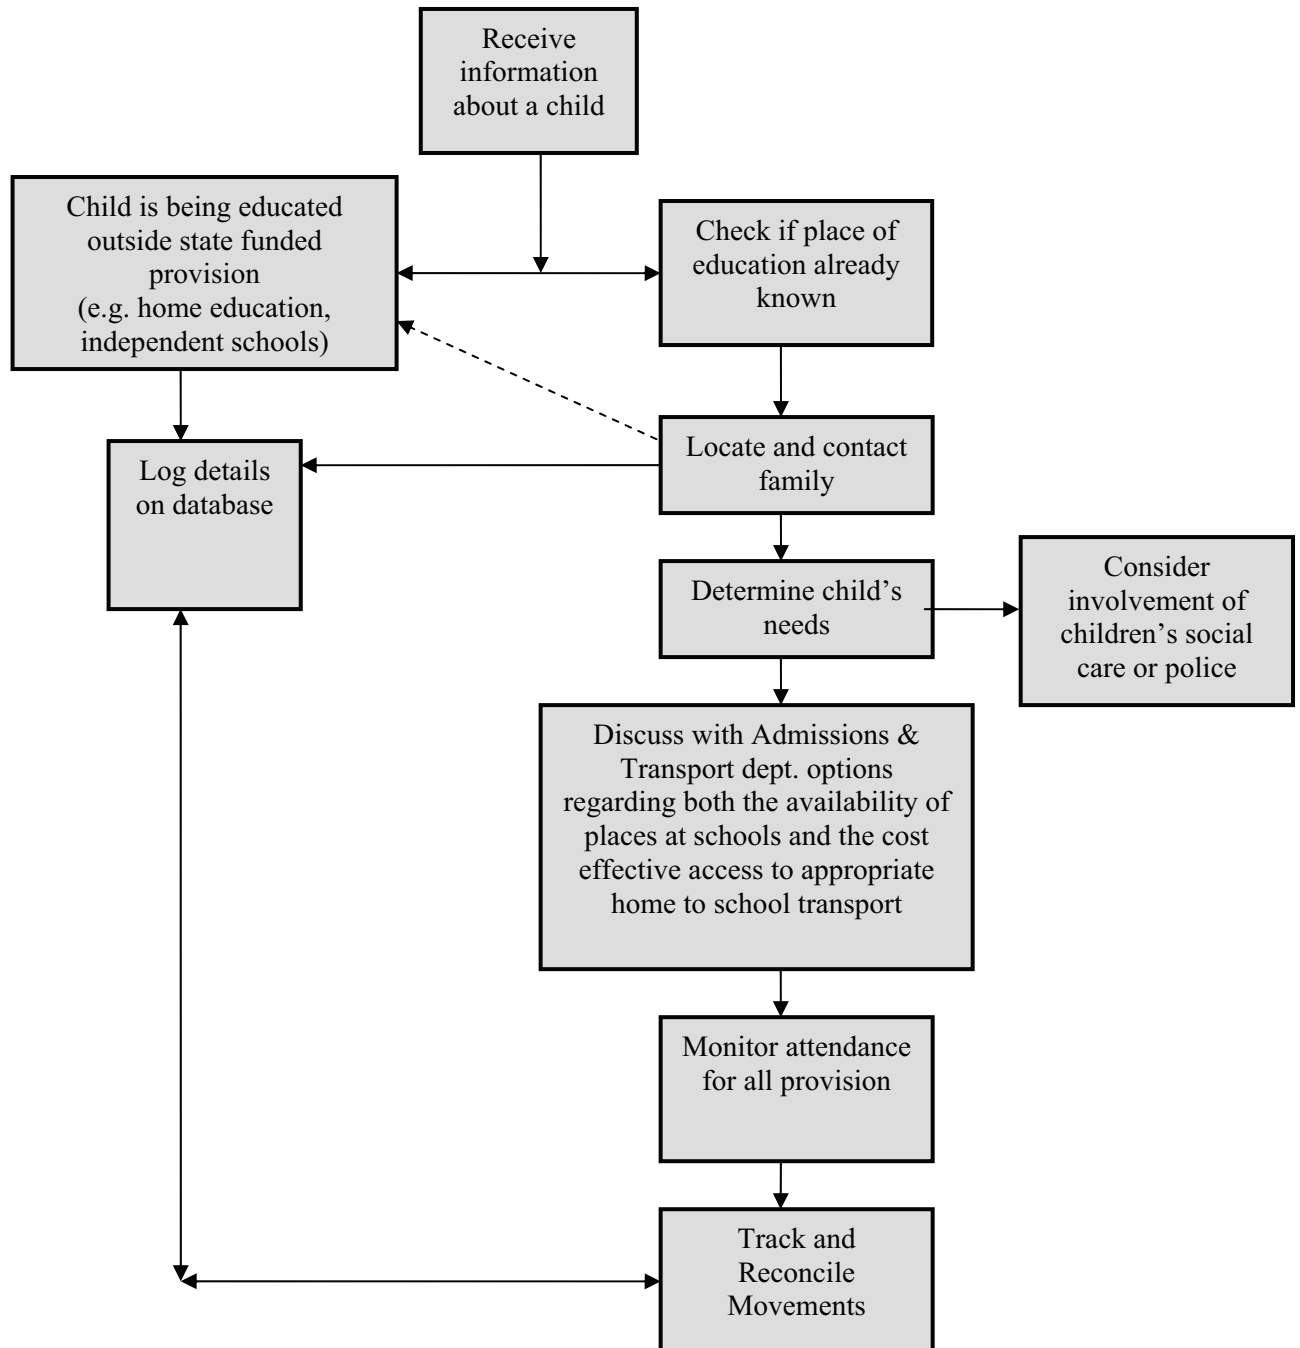 Receive
information
about a child
Child is being educated
outside state funded
provision
(e.g. home education,
independent schools)
Check if place of
education already
known
Locate and contact
family
Log details
on database
Determine child’s
needs
Consider
involvement of
children’s social
care or police
Discuss with Admissions &
Transport dept. options
regarding both the availability of
places at schools and the cost
effective access to appropriate
home to school transport
Monitor attendance
for all provision
Track and
Reconcile
Movements